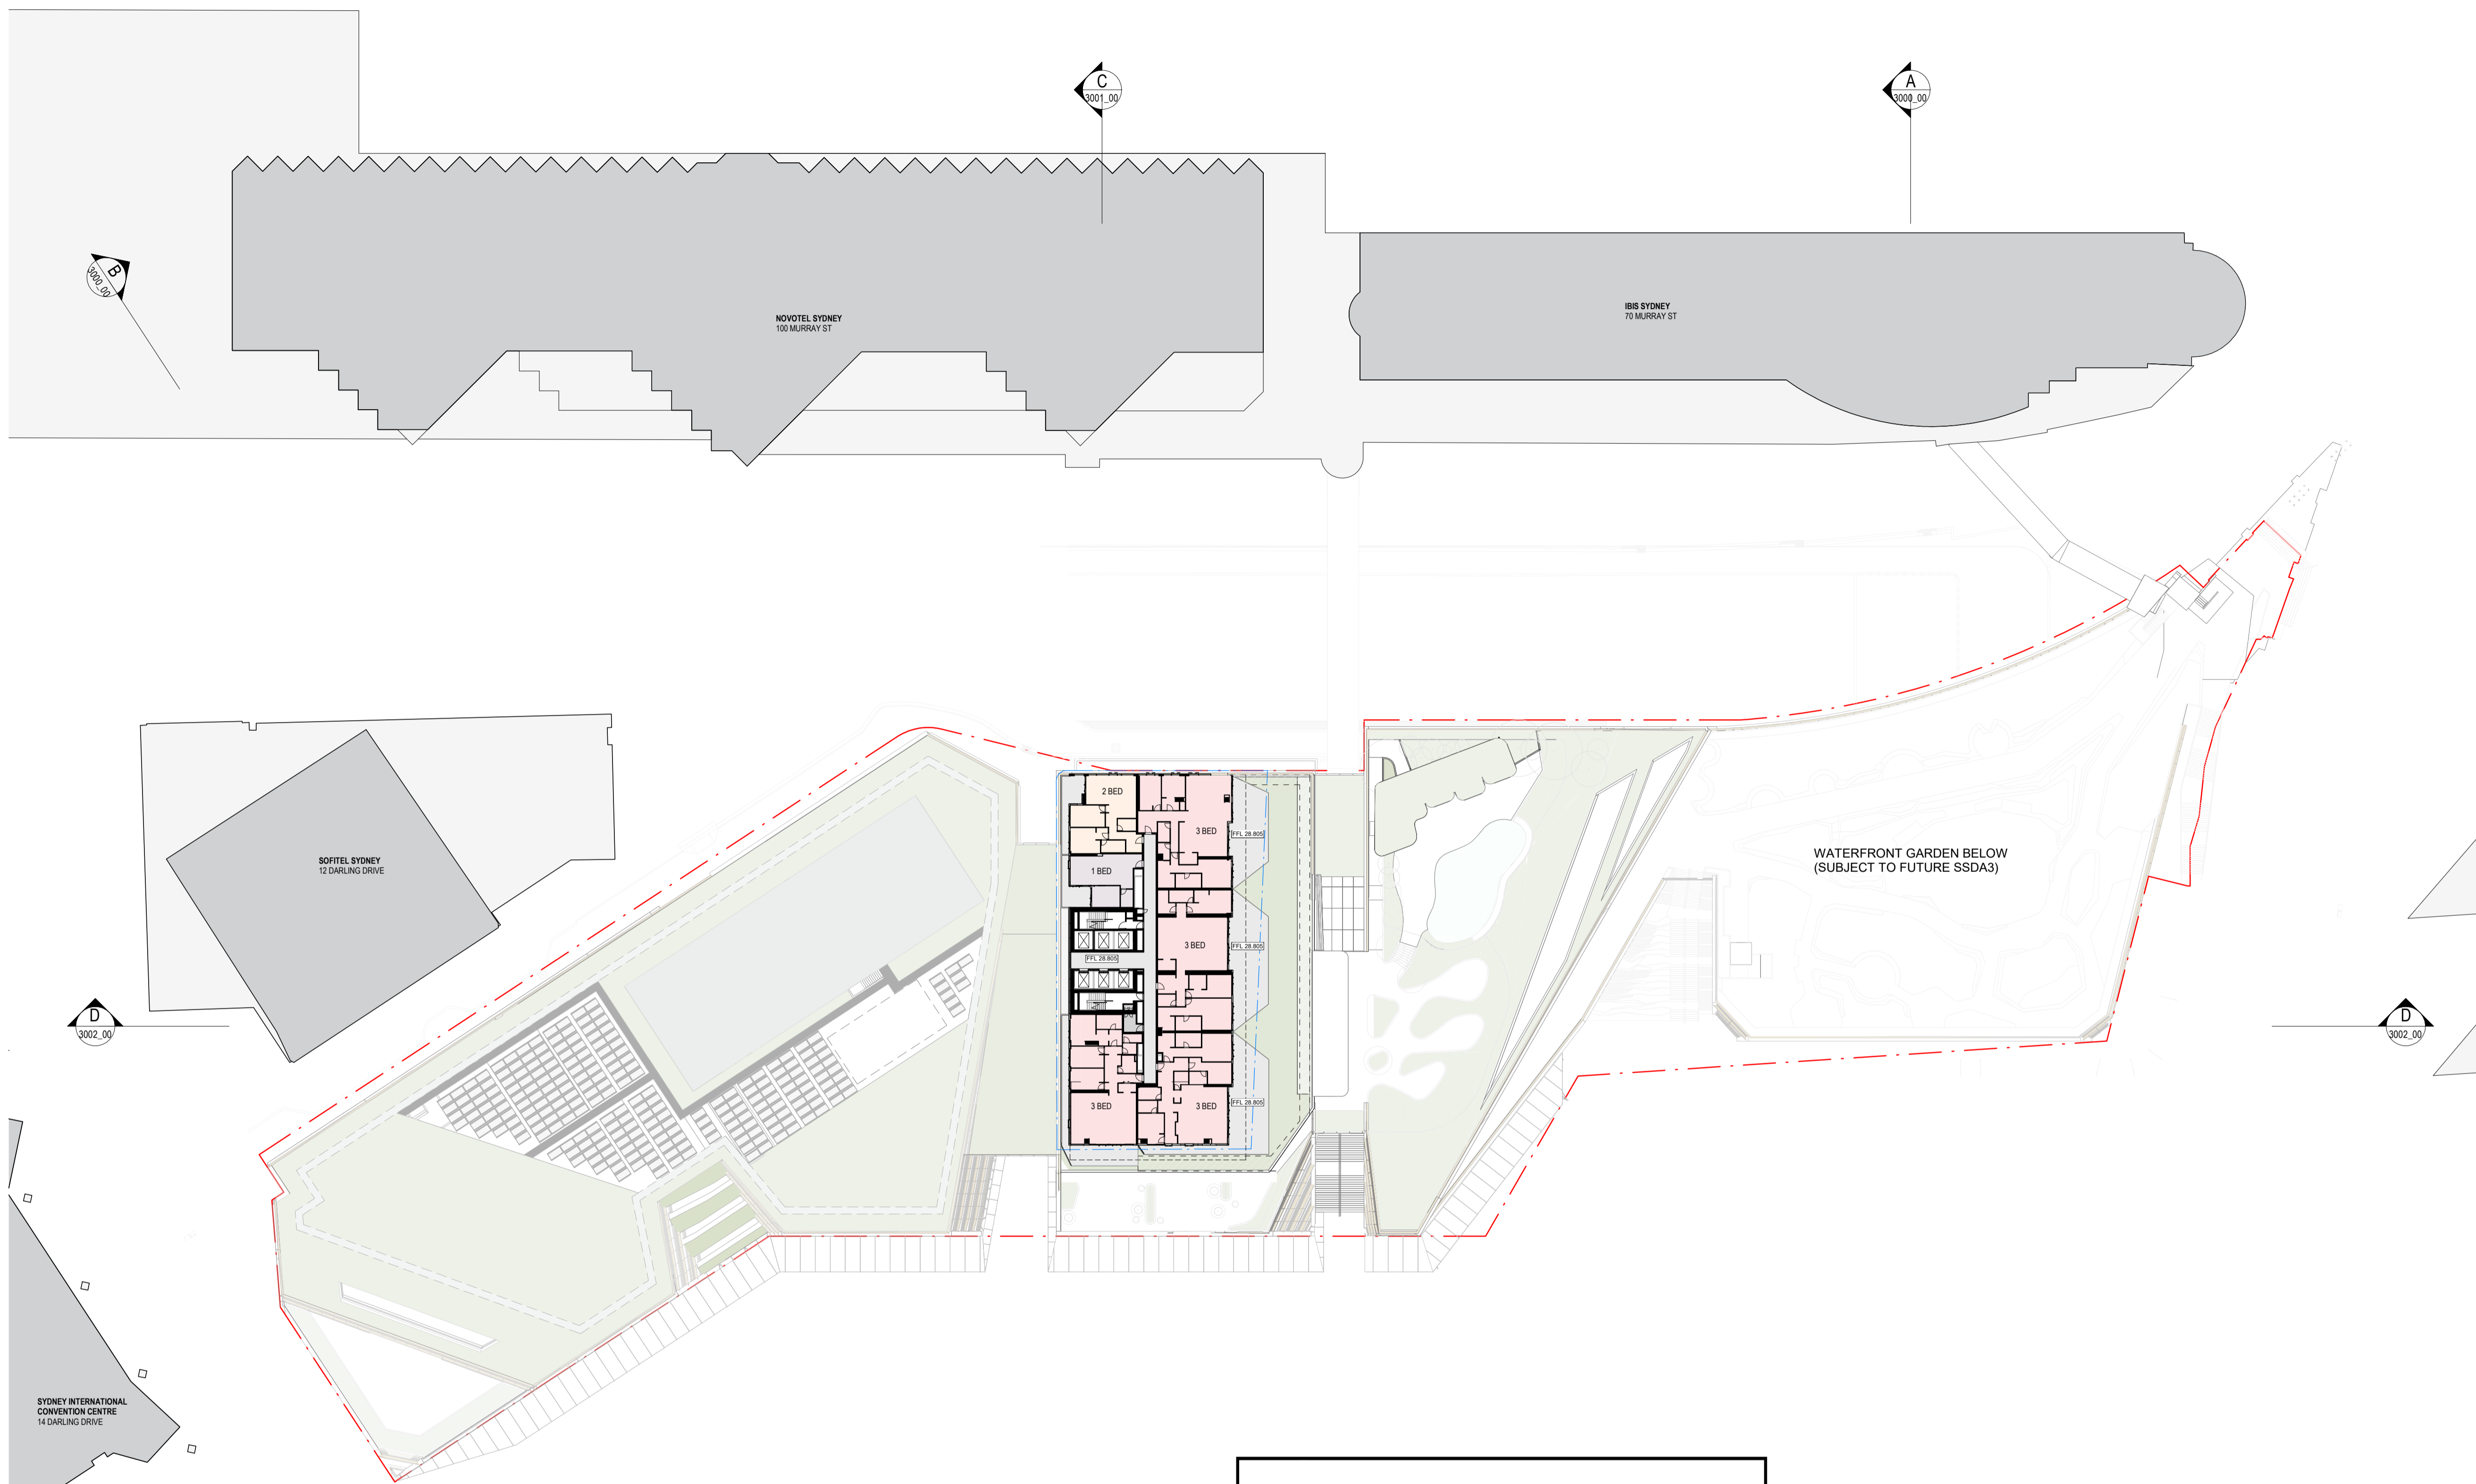 C
3001_00
A
3000_00
B
3000_00
NOVOTEL SYDNEY
100 MURRAY ST
IBIS SYDNEY
70 MURRAY ST
SOFITEL SYDNEY
12 DARLING DRIVE
2 BED
3 BED
FFL 28.805
1 BED
3 BED
FFL 28.805
FFL 28.805
3 BED
3 BED
FFL 28.805
WATERFRONT GARDEN BELOW
(SUBJECT TO FUTURE SSDA3)
D
3002_00
D
3002_00
SYDNEY INTERNATIONAL
CONVENTION CENTRE
14 DARLING DRIVE